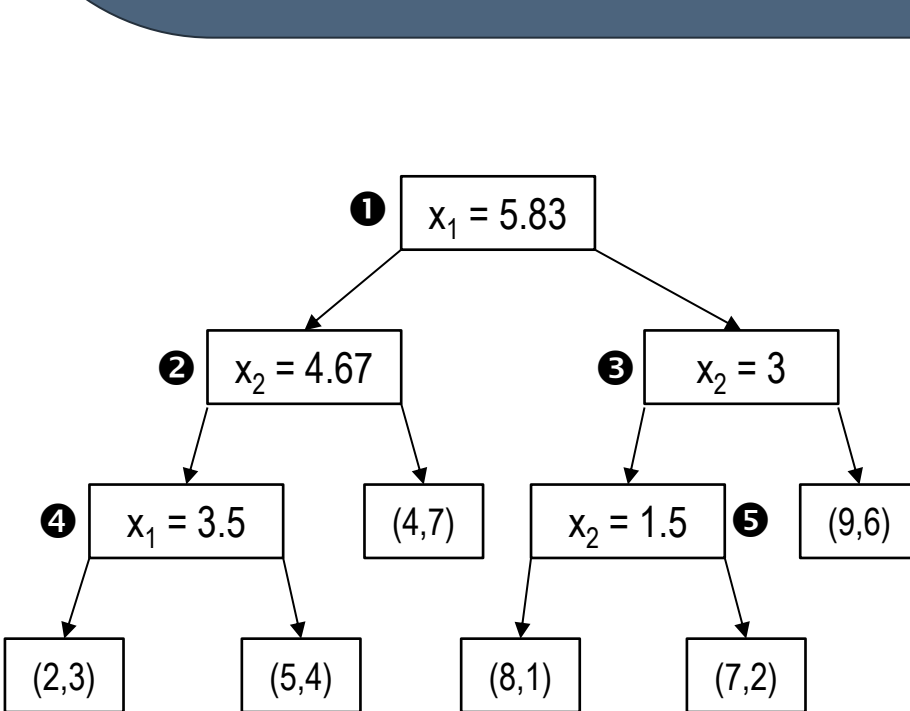 ❶ x₁ = 5.83
❷ x₂ = 4.67
❸ x₂ = 3
❹ x₁ = 3.5
(4,7)
x₂ = 1.5 ❺
(9,6)
(2,3)
(5,4)
(8,1)
(7,2)